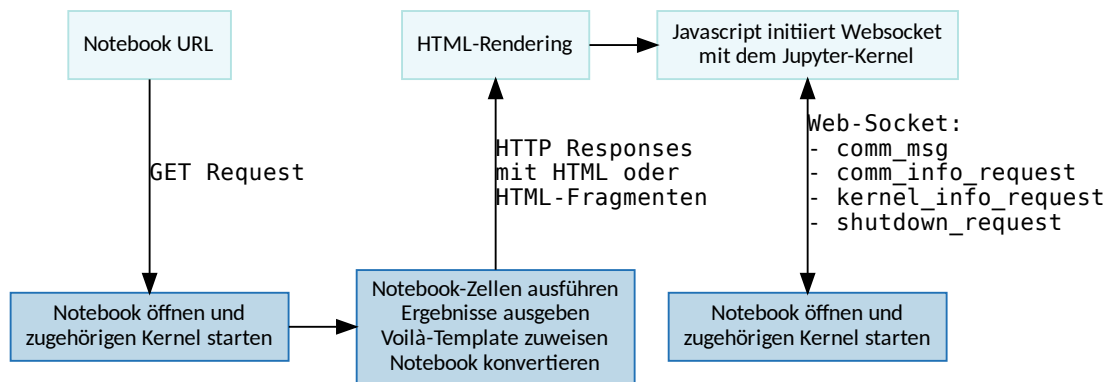 Notebook URL
HTML-Rendering
Javascript initiiert Websocket
mit dem Jupyter-Kernel
GET Request
HTTP Responses
mit HTML oder
HTML-Fragmenten
Web-Socket:
- comm_msg
- comm_info_request
- kernel_info_request
- shutdown_request
Notebook öffnen und
zugehörigen Kernel starten
Notebook-Zellen ausführen
Ergebnisse ausgeben
Voilà-Template zuweisen
Notebook konvertieren
Notebook öffnen und
zugehörigen Kernel starten